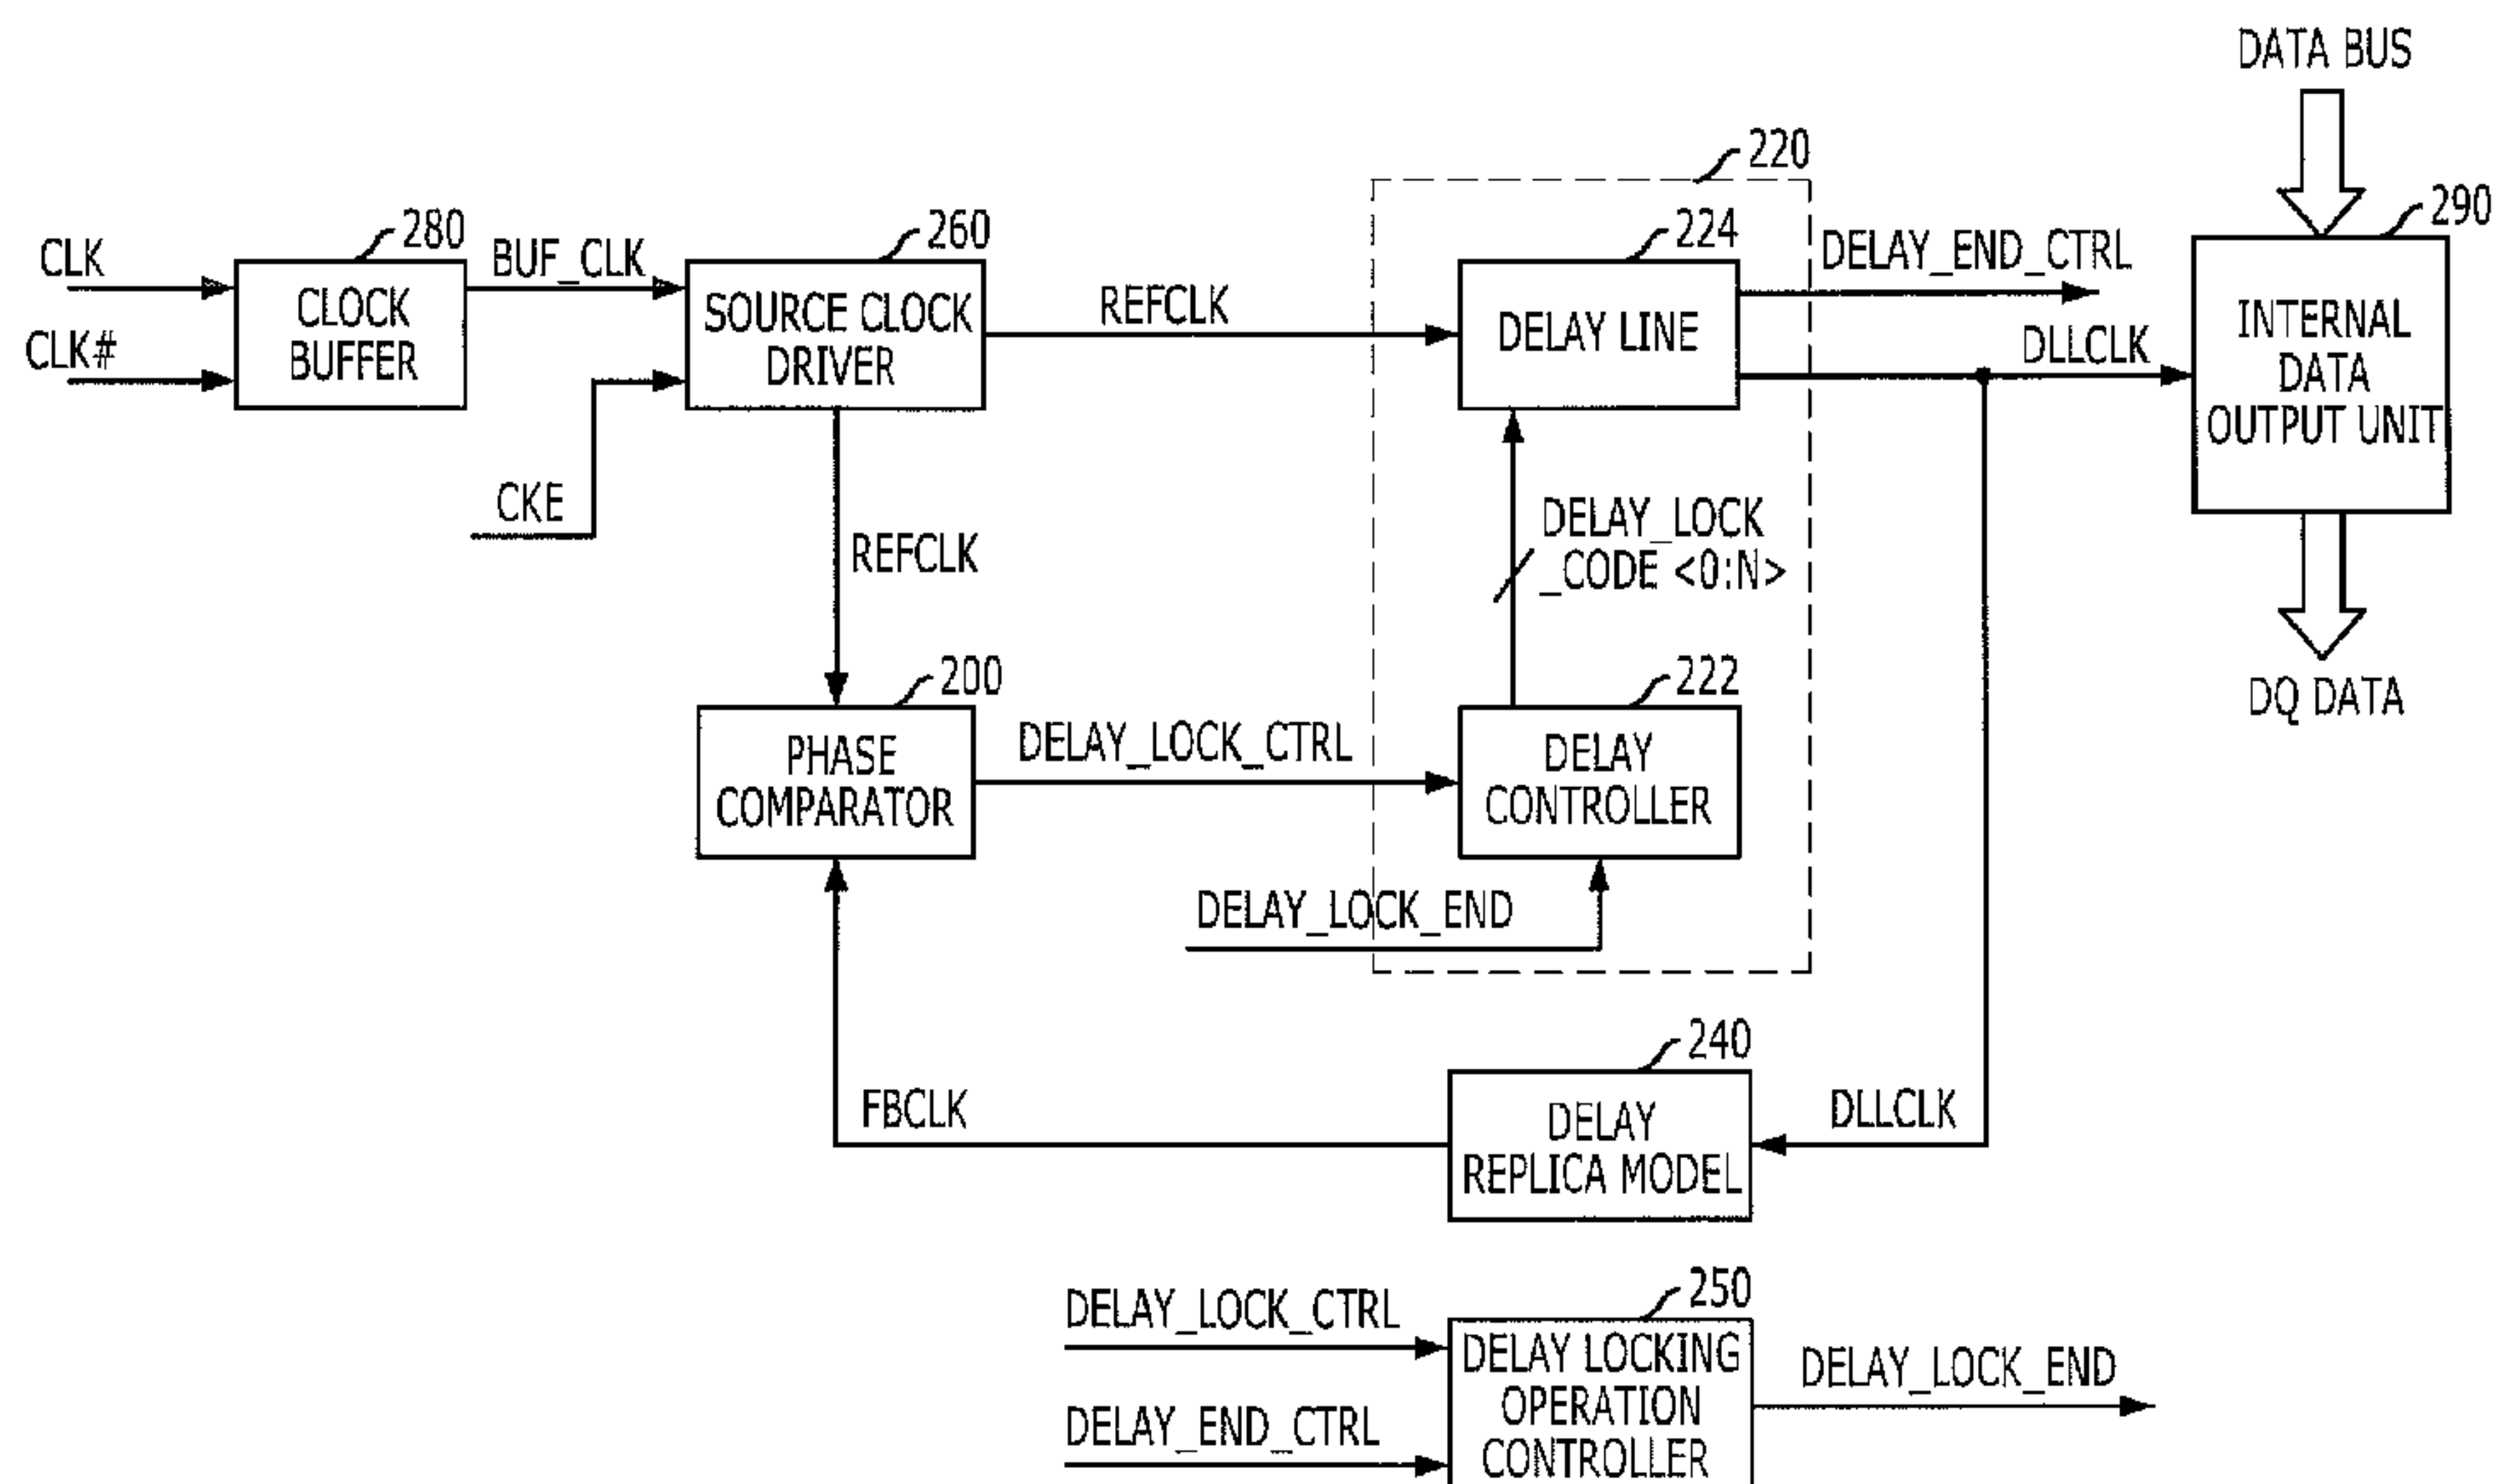 DATA BUS
220
280
260
224
290
CLK
BUF_CLK
DELAY_END_CTRL
CLOCK
BUFFER
SOURCE CLOCK
DRIVER
REFCLK
DELAY LINE
INTERNAL
DATA
OUTPUT UNIT
CLK#
DLLCLK
CKE
REFCLK
DELAY_LOCK
_CODE <0:N>
200
222
DQ DATA
PHASE
COMPARATOR
DELAY_LOCK_CTRL
DELAY
CONTROLLER
DELAY_LOCK_END
240
FBCLK
DELAY
REPLICA MODEL
DLLCLK
250
DELAY_LOCK_CTRL
DELAY LOCKING
OPERATION
CONTROLLER
DELAY_LOCK_END
DELAY_END_CTRL